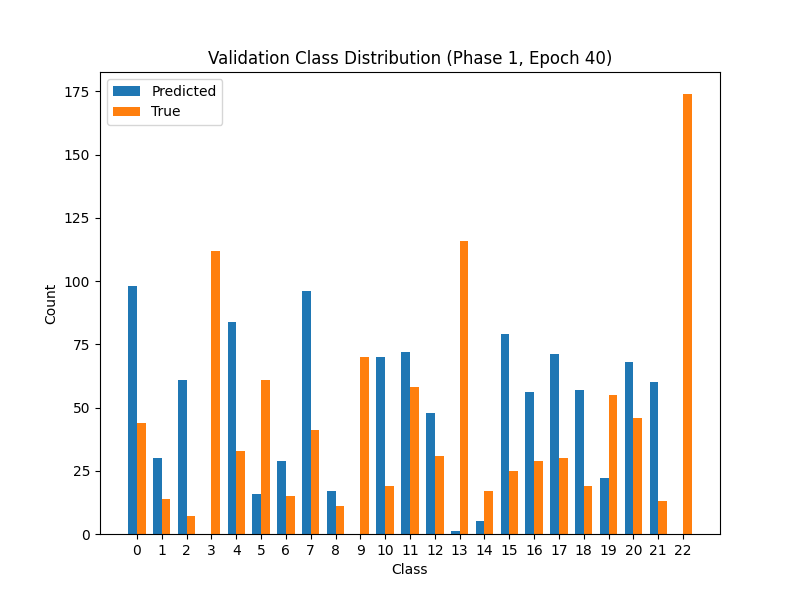 Validation Class Distribution (Phase 1, Epoch 40)
Predicted
True
175
150
125
100
75
50
25
0
Count
0 1 2 3 4 5 6 7 8 9 10 11 12 13 14 15 16 17 18 19 20 21 22
Class